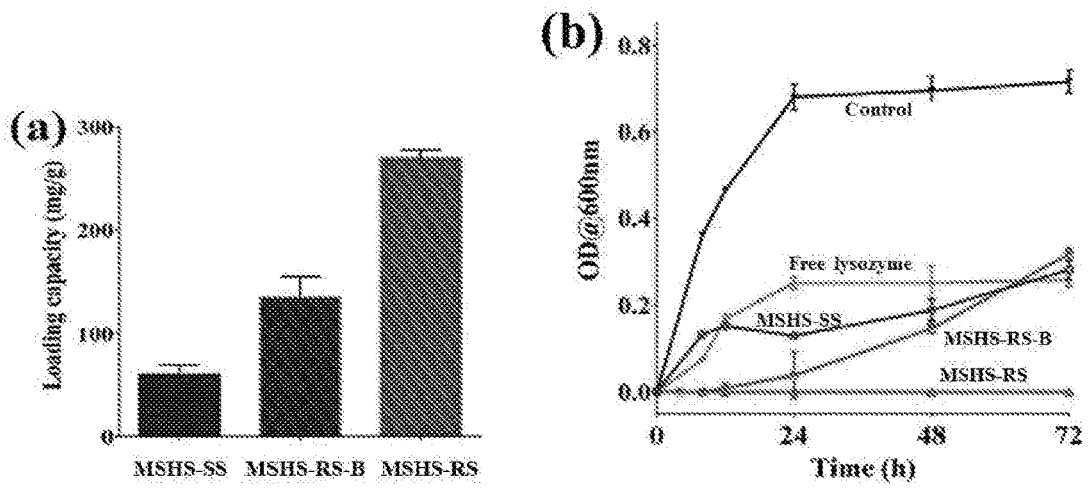 (a)
Loading capacity (mg/g)
300
200
100
0
MSHS-SS
MSHS-RS-B
MSHS-RS
(b)
OD@600nm
0.8
0.6
0.4
0.2
0.0
Control
Free lysozyme
MSHS-SS
MSHS-RS-B
MSHS-RS
0
24
48
72
Time (h)